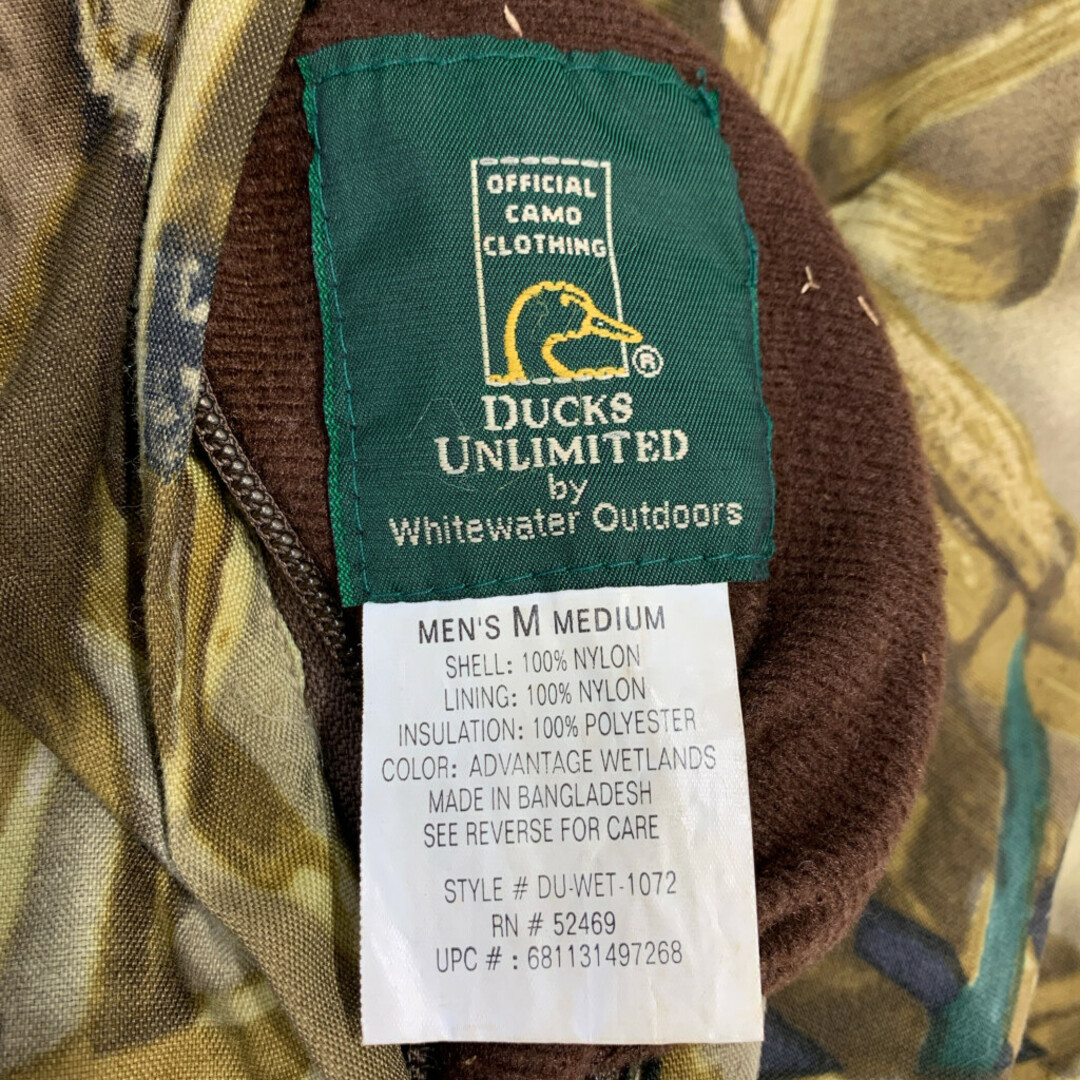 OFFICIAL
CAMO
CLOTHING
®
DUCKS
UNLIMITED
by
Whitewater Outdoors
MEN'S M MEDIUM
SHELL: 100% NYLON
LINING: 100% NYLON
INSULATION: 100% POLYESTER
COLOR: ADVANTAGE WETLANDS
MADE IN BANGLADESH
SEE REVERSE FOR CARE
STYLE # DU-WET-1072
RN # 52469
UPC # : 681131497268